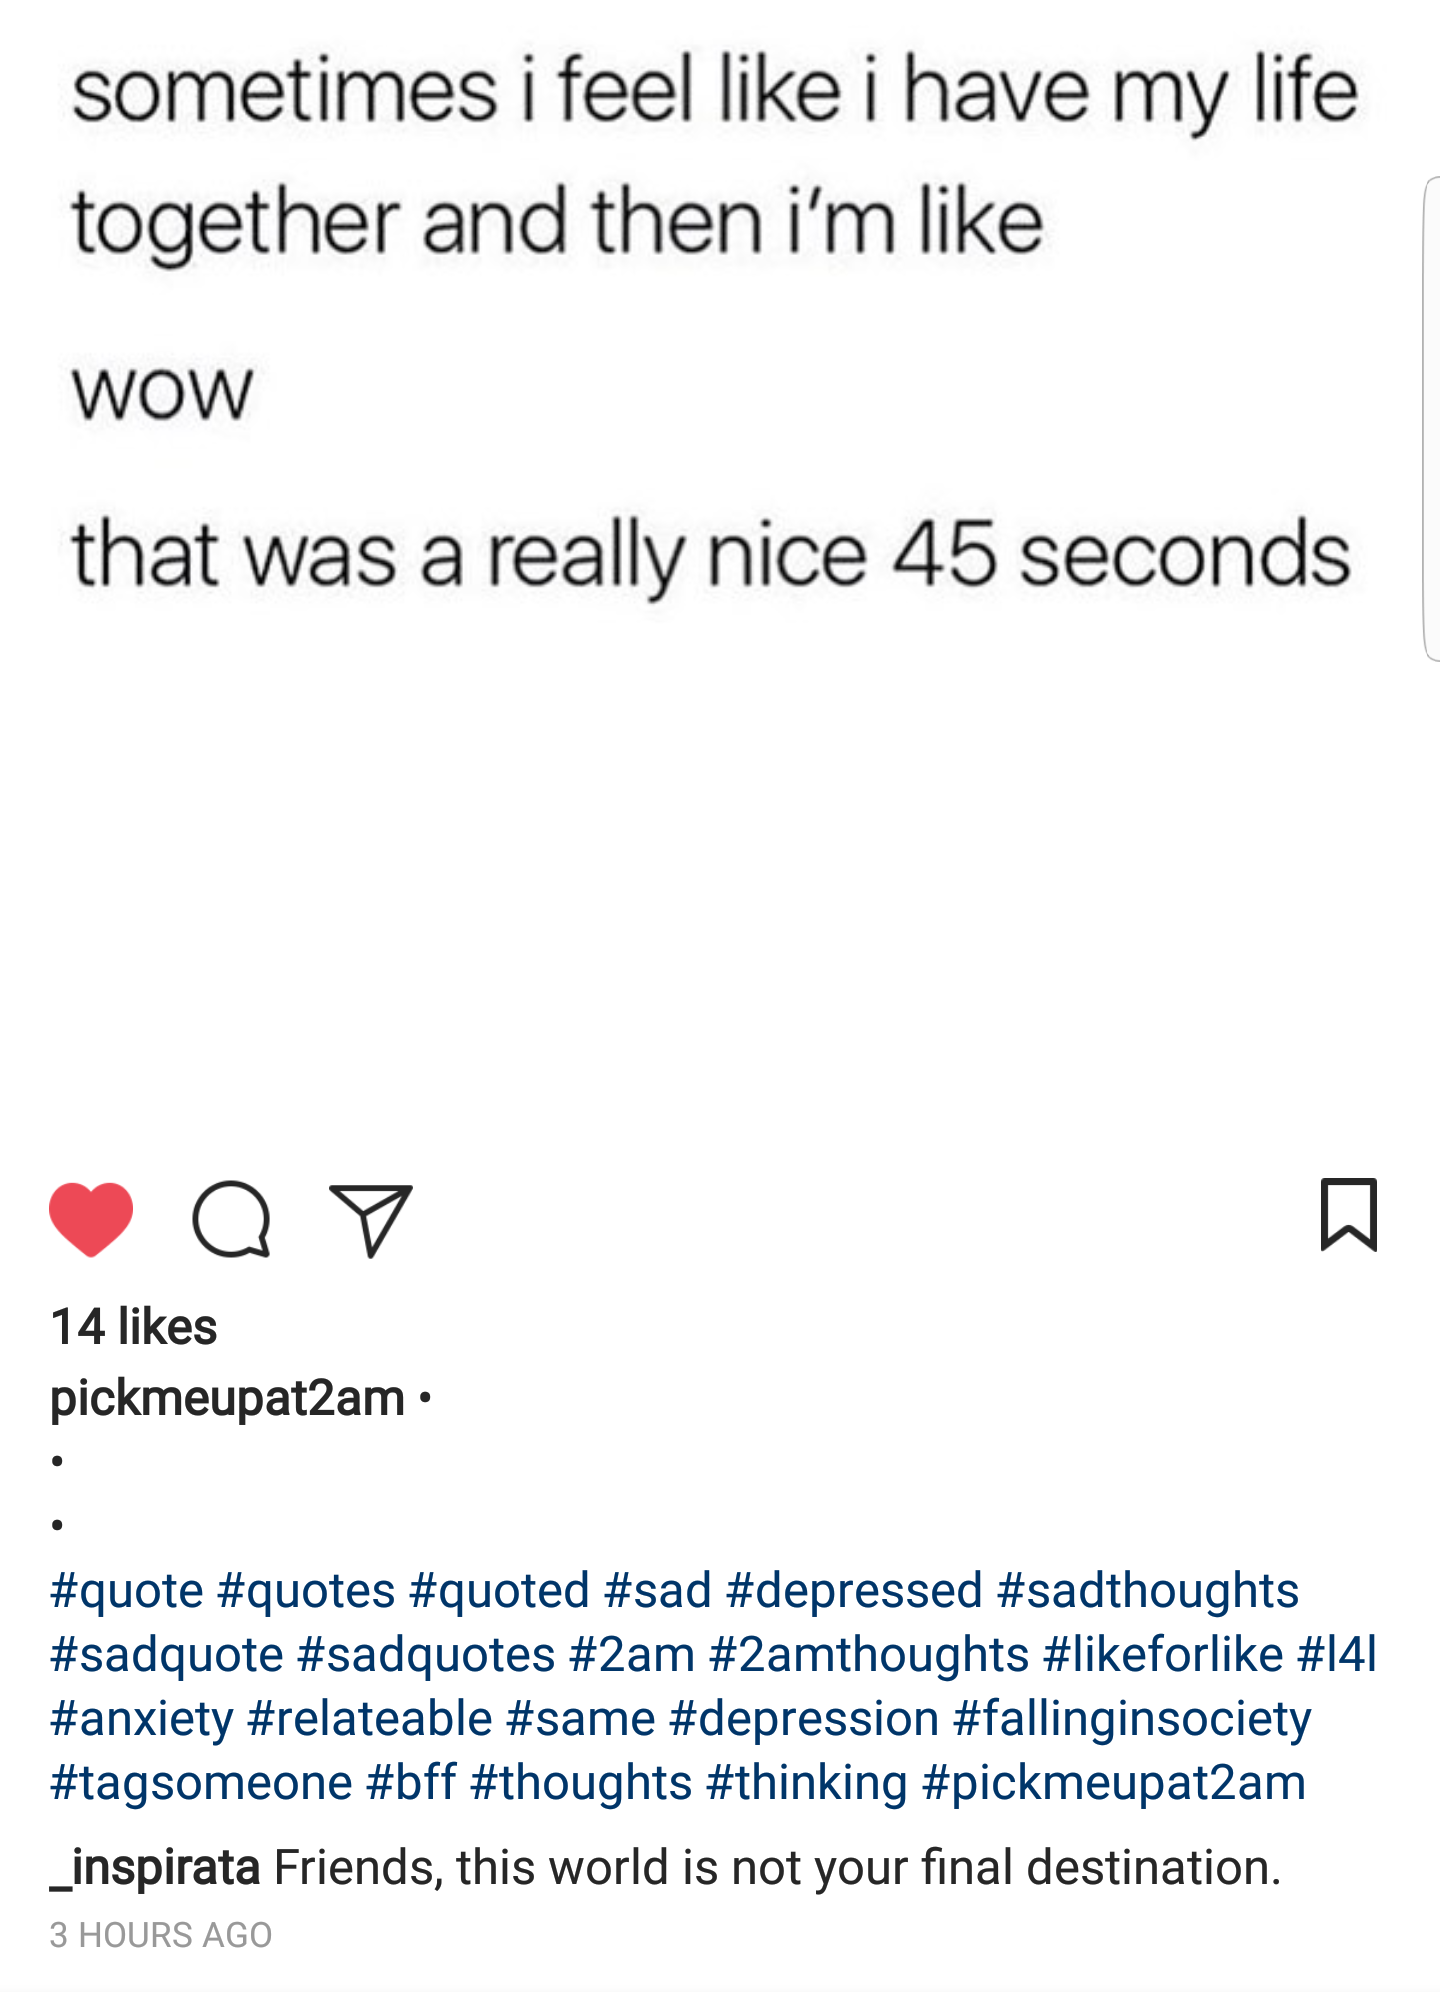 sometimes i feel like i have my life
together and then i'm like
wow
that was a really nice 45 seconds
14 likes
pickmeupat2am •
•
•
#quote #quotes #quoted #sad #depressed #sadthoughts
#sadquote #sadquotes #2am #2amthoughts #likeforlike #l4l
#anxiety #relateable #same #depression #fallinginsociety
#tagsomeone #bff #thoughts #thinking #pickmeupat2am
_inspirata Friends, this world is not your final destination.
3 HOURS AGO